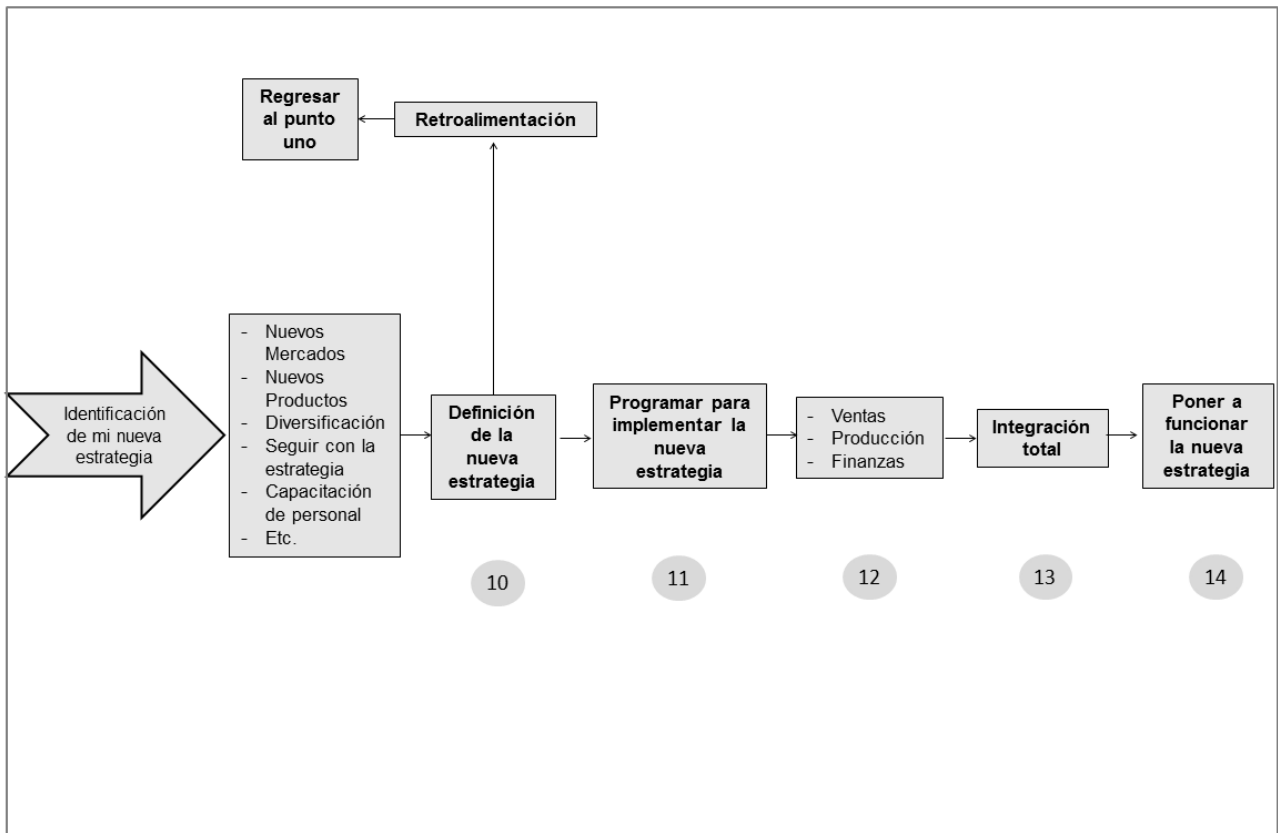 Regresar
al punto
uno
Retroalimentación
Identificación
de mi nueva
estrategia
- Nuevos
Mercados
- Nuevos
Productos
- Diversificación
- Seguir con la
estrategia
- Capacitación
de personal
- Etc.
Definición
de la
nueva
estrategia
Programar para
implementar la
nueva
estrategia
- Ventas
- Producción
- Finanzas
Integración
total
Poner a
funcionar
la nueva
estrategia
10
11
12
13
14